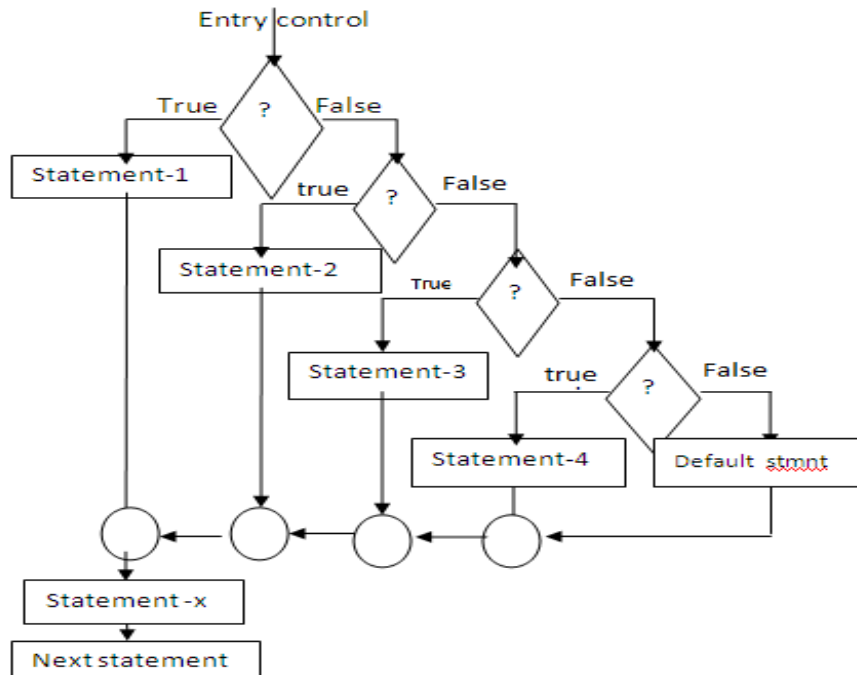 Entry control
?
True
False
Statement-1
?
true
False
Statement-2
?
True
False
Statement-3
?
true
False
Statement-4
Default stmnt
Statement -x
Next statement